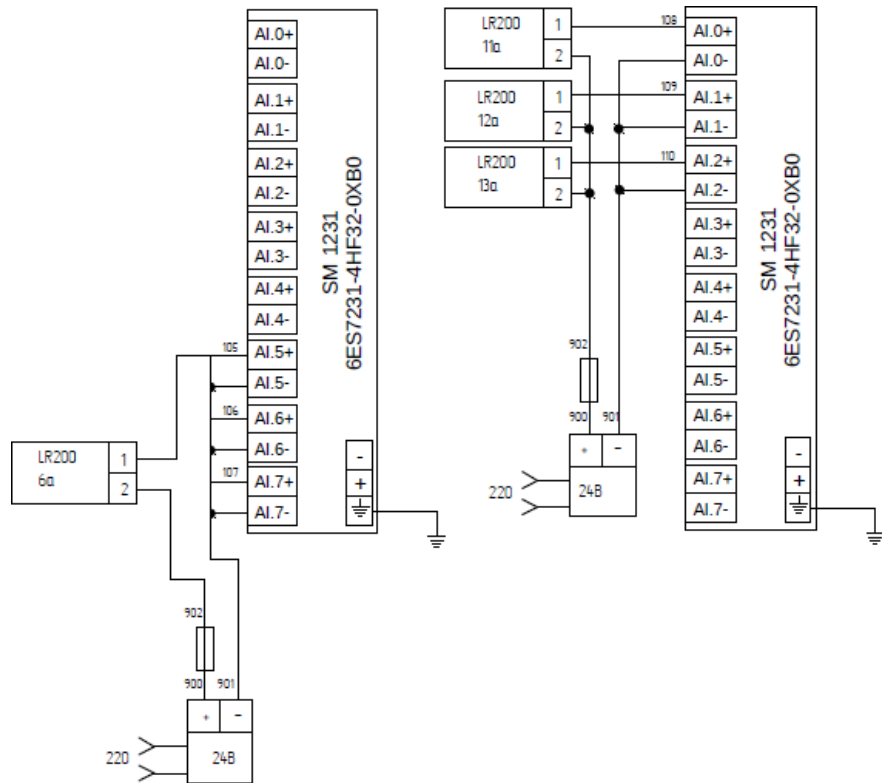 AI.0+
AI.0-
AI.1+
AI.1-
AI.2+
AI.2-
AI.3+
AI.3-
AI.4+
AI.4-
105
AI.5+
AI.5-
106
AI.6+
AI.6-
107
AI.7+
AI.7-
SM 1231
6ES7231-4HF32-0XB0
-
+
LR200
6а
1
2
902
900
901
+
-
220
24В
LR200
11а
1
2
LR200
12а
1
2
LR200
13а
1
2
108
AI.0+
AI.0-
109
AI.1+
AI.1-
110
AI.2+
AI.2-
AI.3+
AI.3-
AI.4+
AI.4-
AI.5+
AI.5-
AI.6+
AI.6-
AI.7+
AI.7-
SM 1231
6ES7231-4HF32-0XB0
-
+
902
900
901
+
-
220
24В